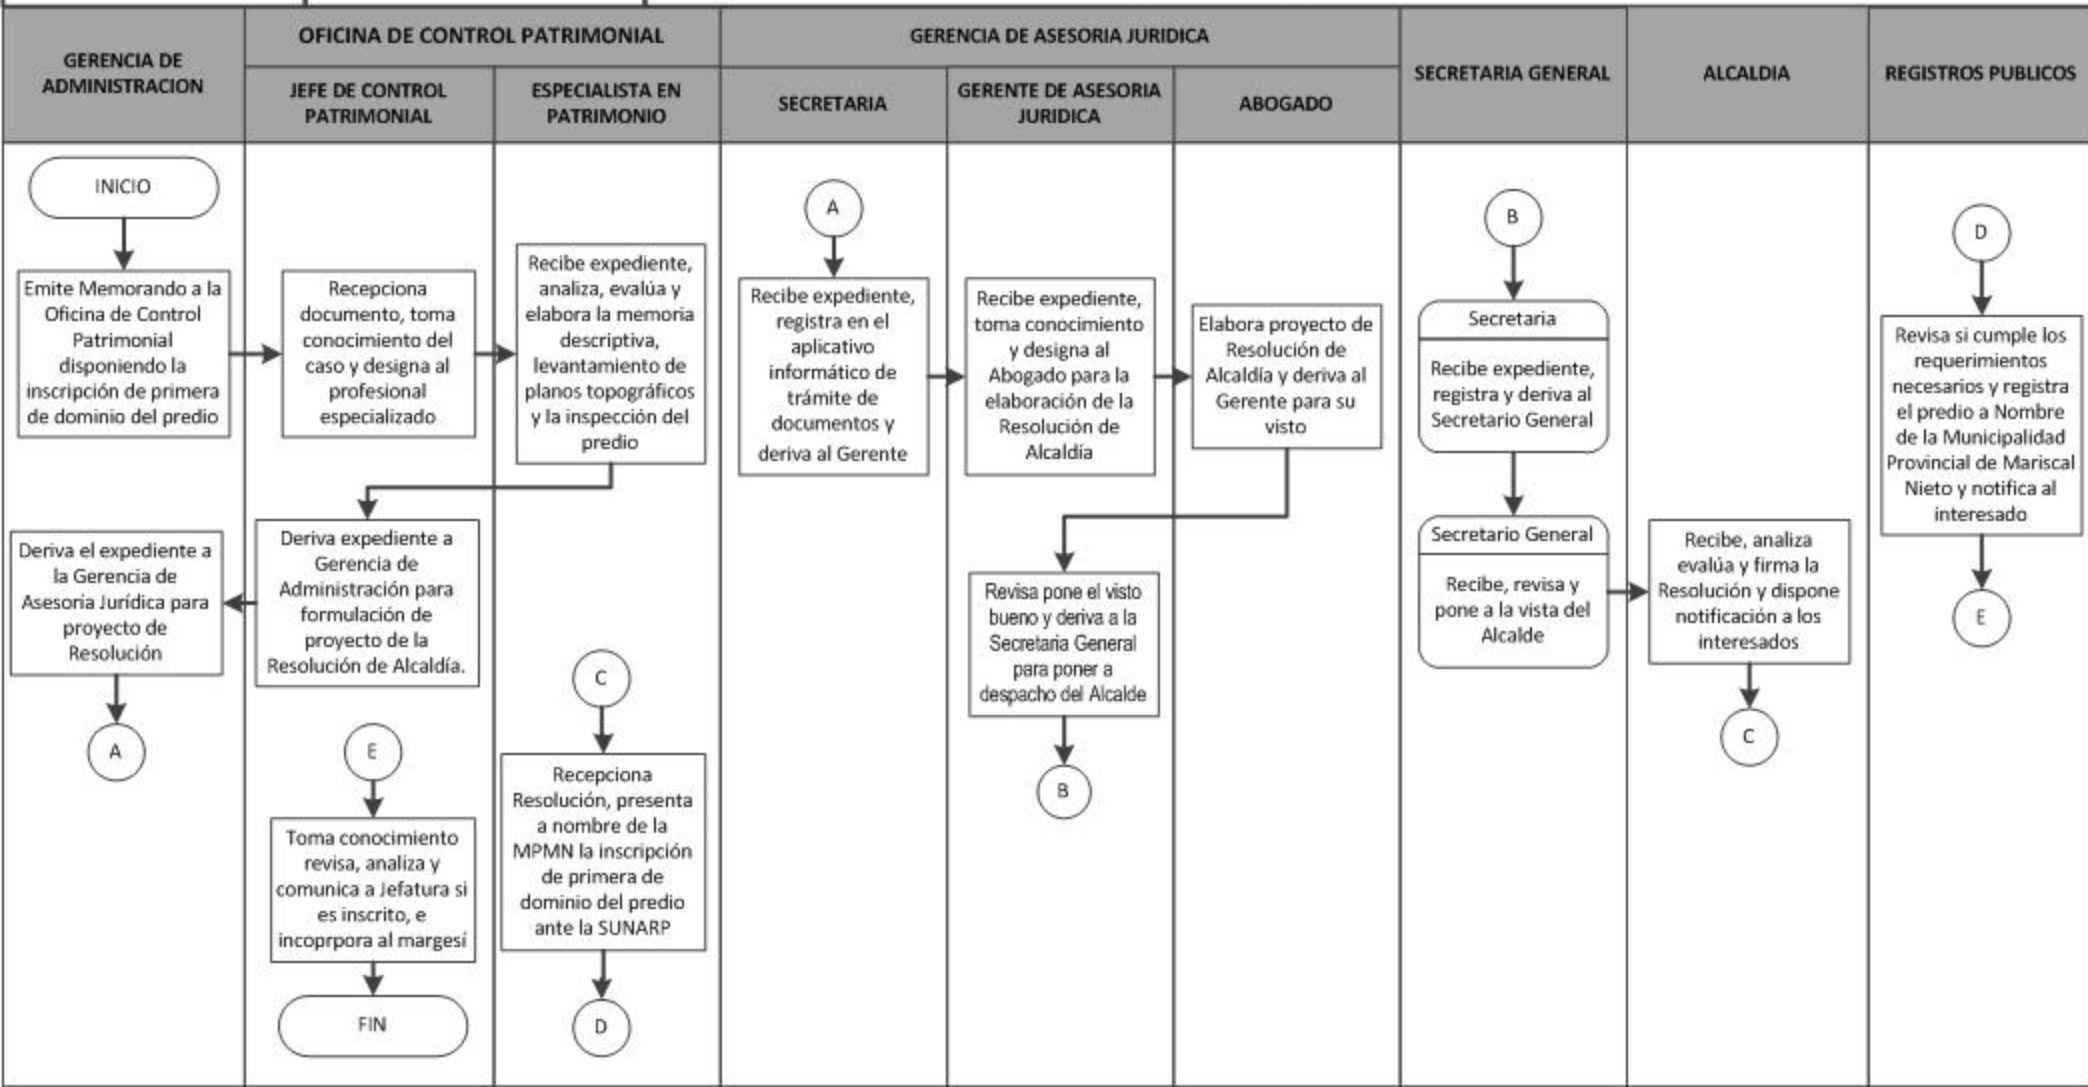 GERENCIA DE
ADMINISTRACION
OFICINA DE CONTROL PATRIMONIAL
JEFE DE CONTROL
PATRIMONIAL
ESPECIALISTA EN
PATRIMONIO
GERENCIA DE ASESORIA JURIDICA
SECRETARIA
GERENTE DE ASESORIA
JURIDICA
ABOGADO
SECRETARIA GENERAL
ALCALDIA
REGISTROS PUBLICOS
INICIO
Emite Memorando a la
Oficina de Control
Patrimonial
disponiendo la
inscripción de primera
de dominio del predio
Recepciona
documento, toma
conocimiento del
caso y designa al
profesional
especializado
Recibe expediente,
analiza, evalúa y
elabora la memoria
descriptiva,
levantamiento de
planos topográficos
y la inspección del
predio
Deriva expediente a
Gerencia de
Administración para
formulación de
proyecto de la
Resolución de Alcaldía.
Deriva el expediente a
la Gerencia de
Asesoría Jurídica para
proyecto de
Resolución
A
A
Recibe expediente,
registra en el
aplicativo
informático de
trámite de
documentos y
deriva al Gerente
Recibe expediente,
toma conocimiento
y designa al
Abogado para la
elaboración de la
Resolución de
Alcaldía
Elabora proyecto de
Resolución de
Alcaldía y deriva al
Gerente para su
visto
Revisa pone el visto
bueno y deriva a la
Secretaria General
para poner a
despacho del Alcalde
B
B
Secretaria
Recibe expediente,
registra y deriva al
Secretario General
Secretario General
Recibe, revisa y
pone a la vista del
Alcalde
Recibe, analiza
evalúa y firma la
Resolución y dispone
notificación a los
interesados
C
C
Recepciona
Resolución, presenta
a nombre de la
MPMN la inscripción
de primera de
dominio del predio
ante la SUNARP
D
D
Revisa si cumple los
requerimientos
necesarios y registra
el predio a Nombre
de la Municipalidad
Provincial de Mariscal
Nieto y notifica al
interesado
E
E
Toma conocimiento
revisa, analiza y
comunica a Jefatura si
es inscrito, e
incoprpora al margesí
FIN